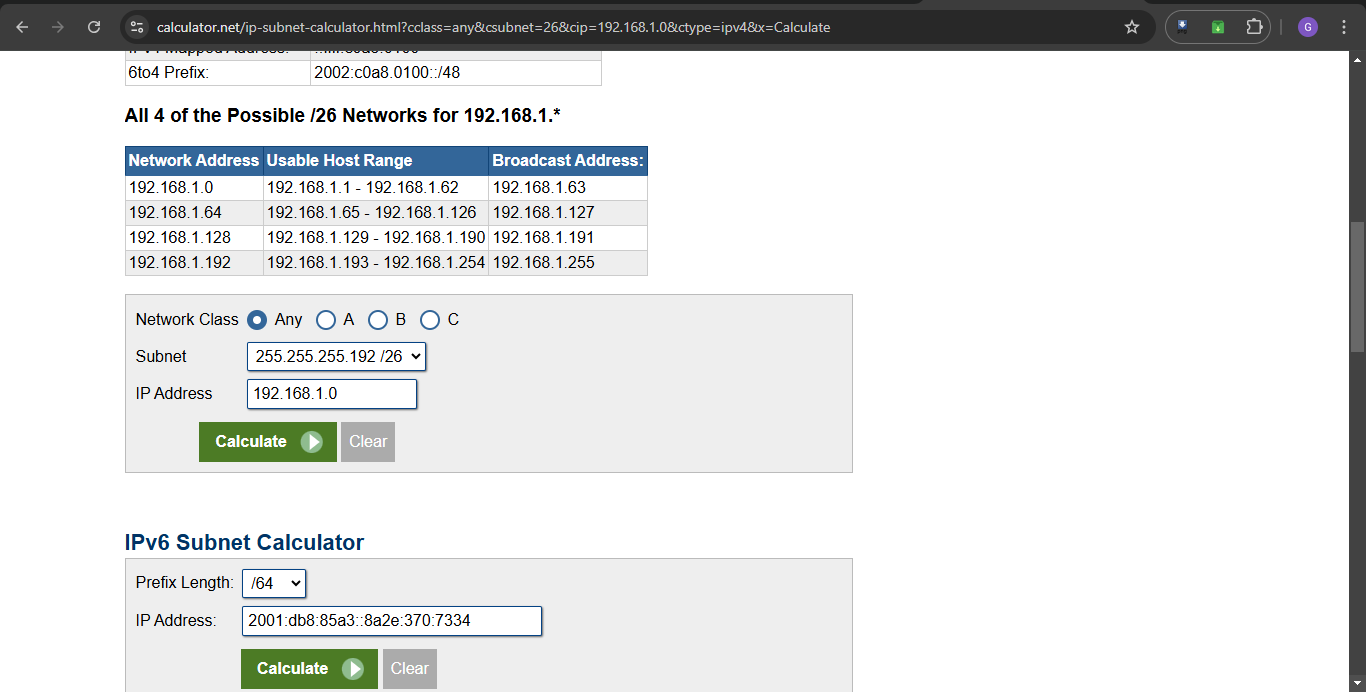 calculator.net/ip-subnet-calculator.html?cclass=any&csubnet=26&cip=192.168.1.0&ctype=ipv4&x=Calculate
G
6to4 Prefix: 2002:c0a8.0100::/48
All 4 of the Possible /26 Networks for 192.168.1.*
Network Address Usable Host Range Broadcast Address:
192.168.1.0 192.168.1.1 - 192.168.1.62 192.168.1.63
192.168.1.64 192.168.1.65 - 192.168.1.126 192.168.1.127
192.168.1.128 192.168.1.129 - 192.168.1.190 192.168.1.191
192.168.1.192 192.168.1.193 - 192.168.1.254 192.168.1.255
Network Class Any A B C
Subnet 255.255.255.192 /26
IP Address 192.168.1.0
Calculate Clear
IPv6 Subnet Calculator
Prefix Length: /64
IP Address: 2001:db8:85a3::8a2e:370:7334
Calculate Clear